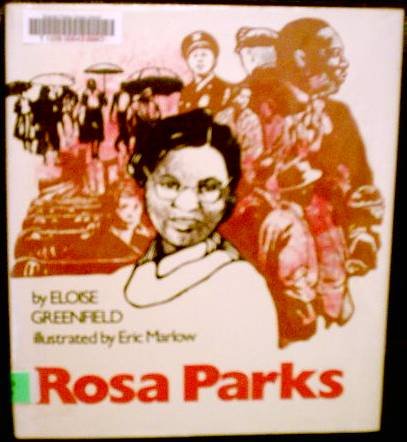 by ELOISE
GREENFIELD
illustrated by Eric Marlow
Rosa Parks